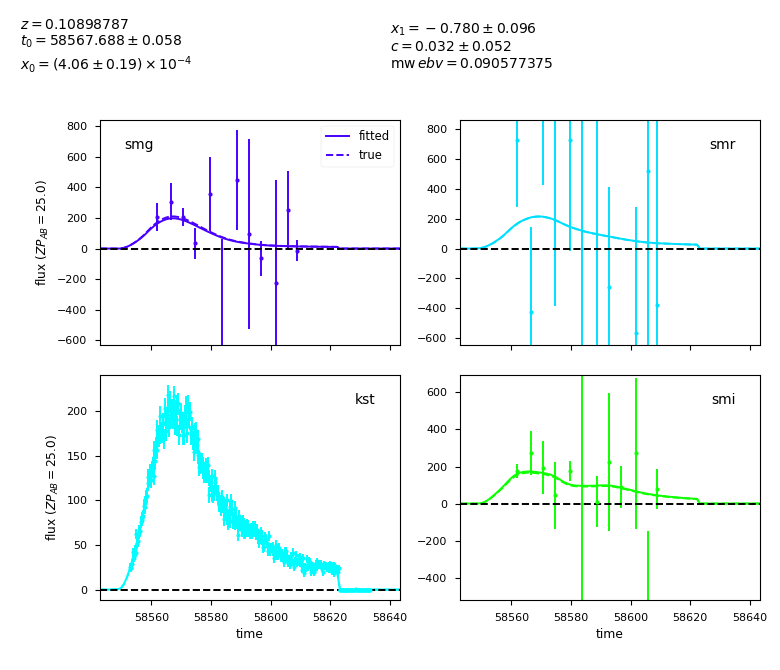 z = 0.10898787
t₀ = 58567.688 ± 0.058
x₀ = (4.06 ± 0.19) × 10⁻⁴
x₁ = −0.780 ± 0.096
c = 0.032 ± 0.052
mw ebv = 0.090577375
smg
fitted
true
800
600
400
200
0
−200
−400
−600
flux (ZP_AB = 25.0)
smr
800
600
400
200
0
−200
−400
−600
kst
200
150
100
50
0
flux (ZP_AB = 25.0)
58560 58580 58600 58620 58640
time
smi
600
400
200
0
−200
−400
58560 58580 58600 58620 58640
time